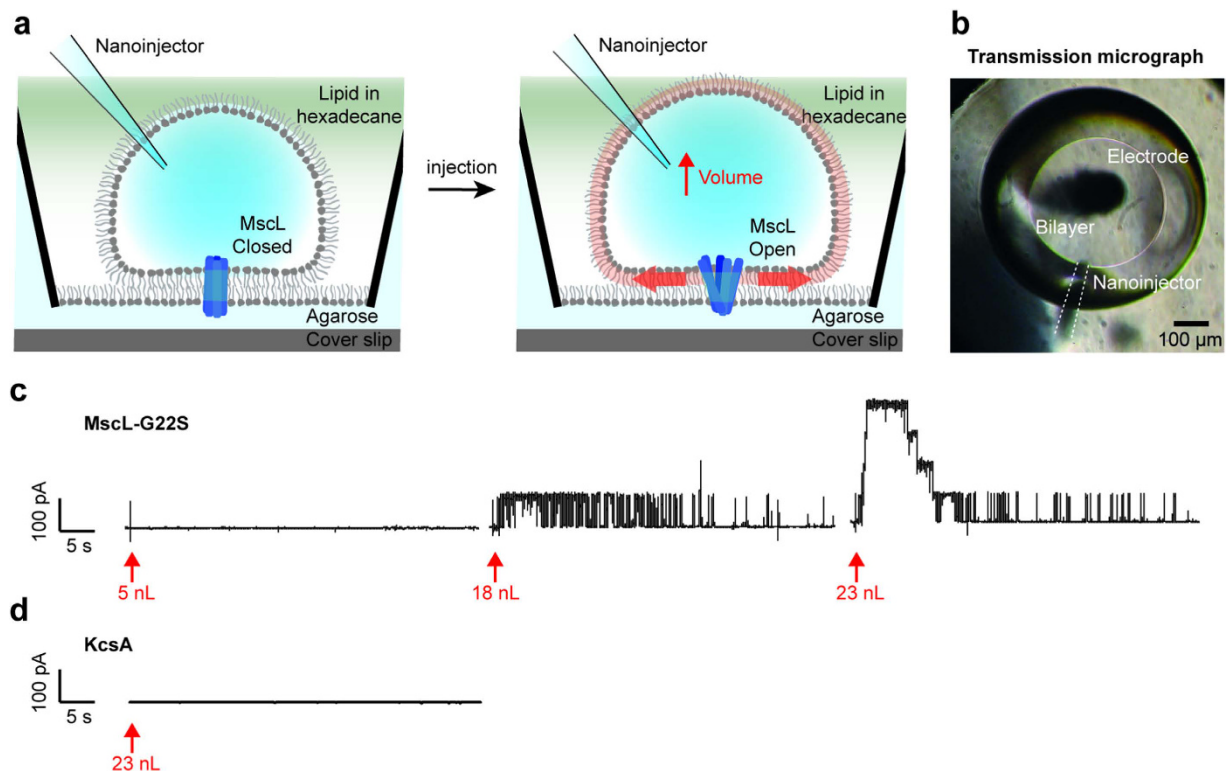 a
Nanoinjector
Lipid in
hexadecane
MscL
Closed
Agarose
Cover slip
injection
Nanoinjector
Lipid in
hexadecane
Volume
MscL
Open
Agarose
Cover slip
b
Transmission micrograph
Electrode
Bilayer
Nanoinjector
100 µm
c
MscL-G22S
100 pA
5 s
5 nL
18 nL
23 nL
d
KcsA
100 pA
5 s
23 nL